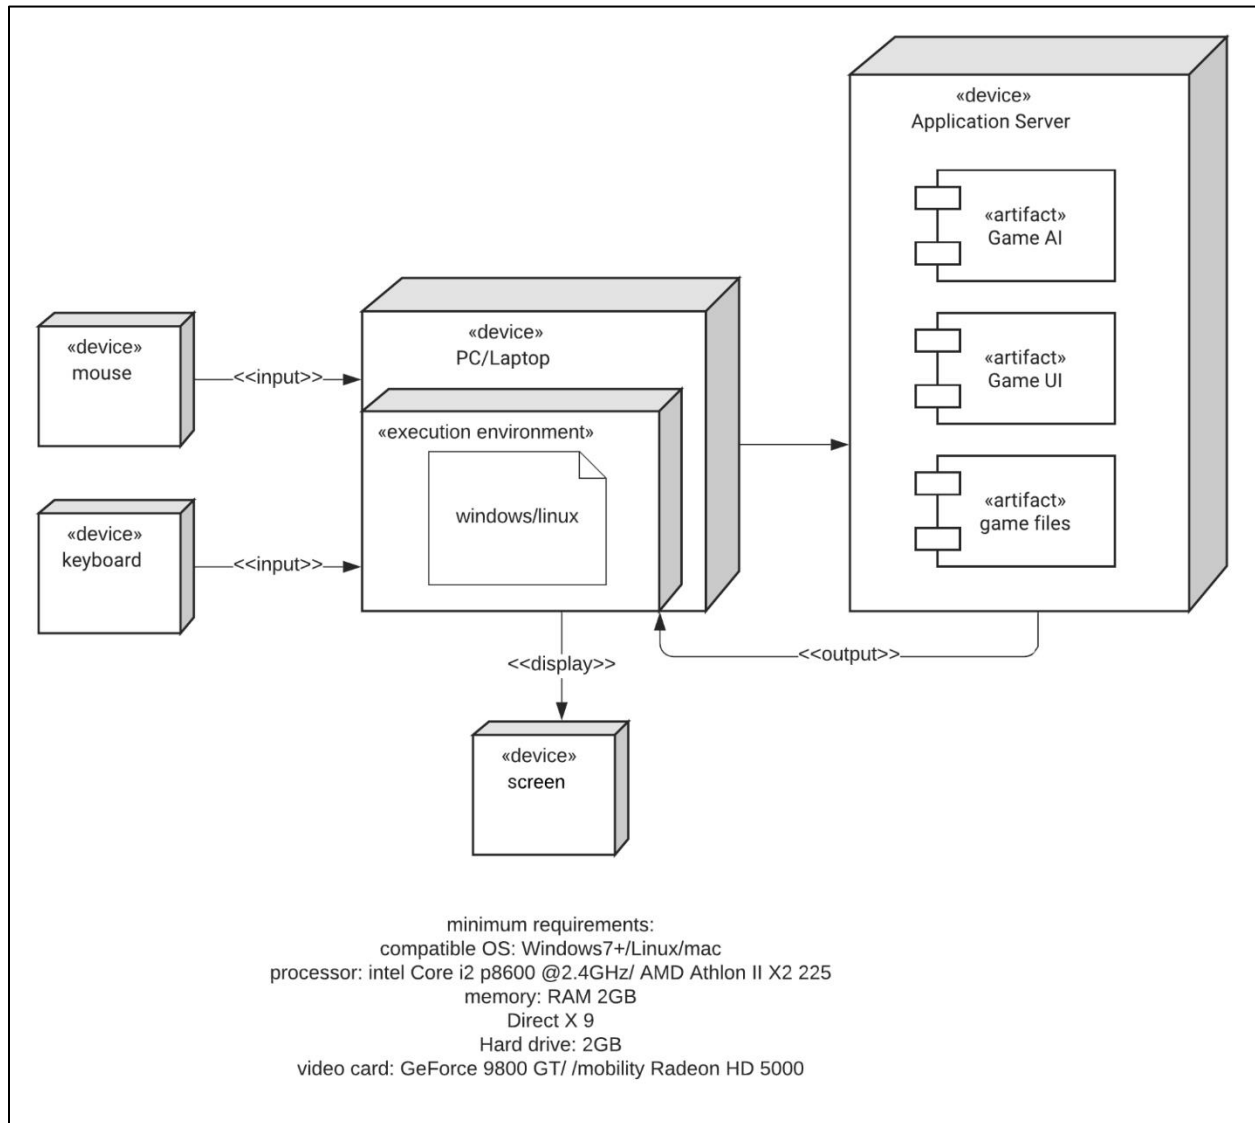 «device»
Application Server
«artifact»
Game AI
«artifact»
Game UI
«artifact»
game files
«device»
PC/Laptop
«execution environment»
windows/linux
«device»
mouse
<<input>>
«device»
keyboard
<<input>>
<<display>>
<<output>>
«device»
screen
minimum requirements:
compatible OS: Windows7+/Linux/mac
processor: intel Core i2 p8600 @2.4GHz/ AMD Athlon II X2 225
memory: RAM 2GB
Direct X 9
Hard drive: 2GB
video card: GeForce 9800 GT/ /mobility Radeon HD 5000